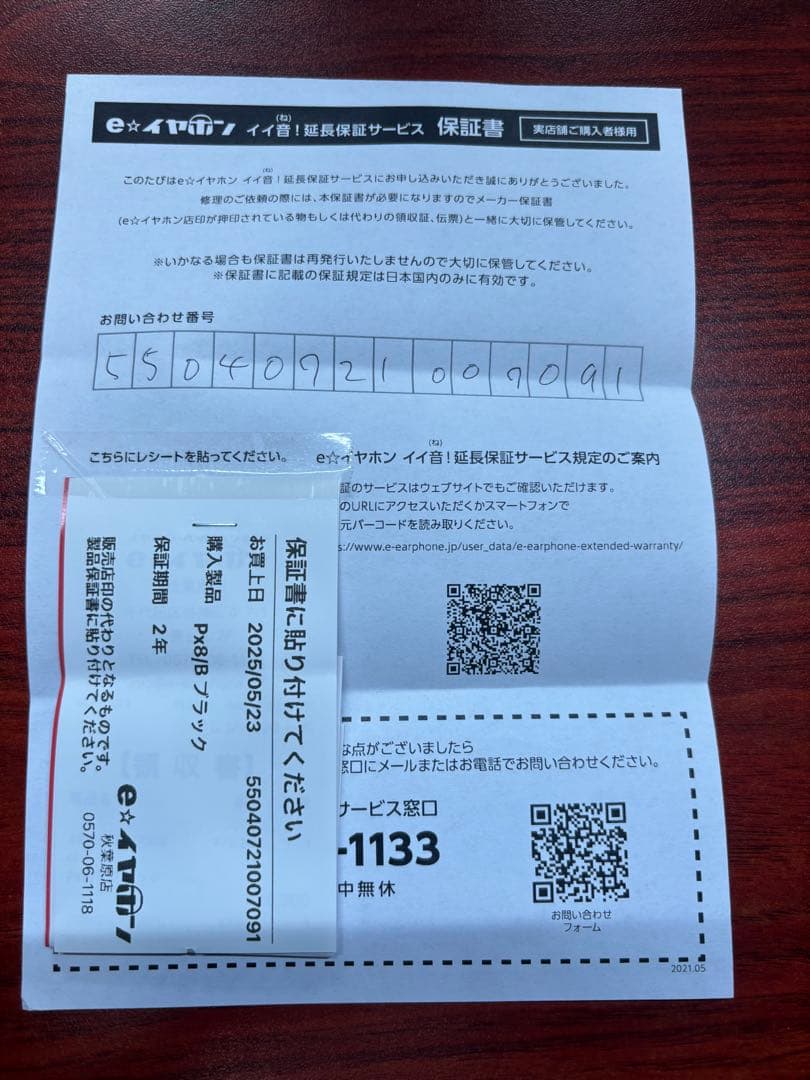 e☆イヤホン イイ音(ね)!延長保証サービス 保証書 実店舗ご購入者様用
このたびはe☆イヤホン イイ音(ね)!延長保証サービスにお申し込みいただき誠にありがとうございました。
修理のご依頼の際には、本保証書が必要になりますのでメーカー保証書
(e☆イヤホン店印が押印されている物もしくは代わりの領収証、伝票)と一緒に大切に保管してください。
※いかなる場合も保証書は再発行いたしませんので大切に保管してください。
※保証書に記載の保証規定は日本国内のみに有効です。
お問い合わせ番号
55040721007091
こちらにレシートを貼ってください。
e☆イヤホン イイ音(ね)!延長保証サービス規定のご案内
証のサービスはウェブサイトでもご確認いただけます。
のURLにアクセスいただくかスマートフォンで
元バーコードを読み取りください。
s://www.e-earphone.jp/user_data/e-earphone-extended-warranty/
保証書に貼り付けてください
お買上日 2025/05/23 55040721007091
購入製品 Px8/B ブラック
保証期間 2年
販売店印の代わりとなるものです。
製品保証書に貼り付けてください。
e☆イヤホン
秋葉原店
0570-06-1118
な点がございましたら
窓口にメールまたはお電話でお問い合わせください。
サービス窓口
-1133
中無休
お問い合わせ
フォーム
2021.05